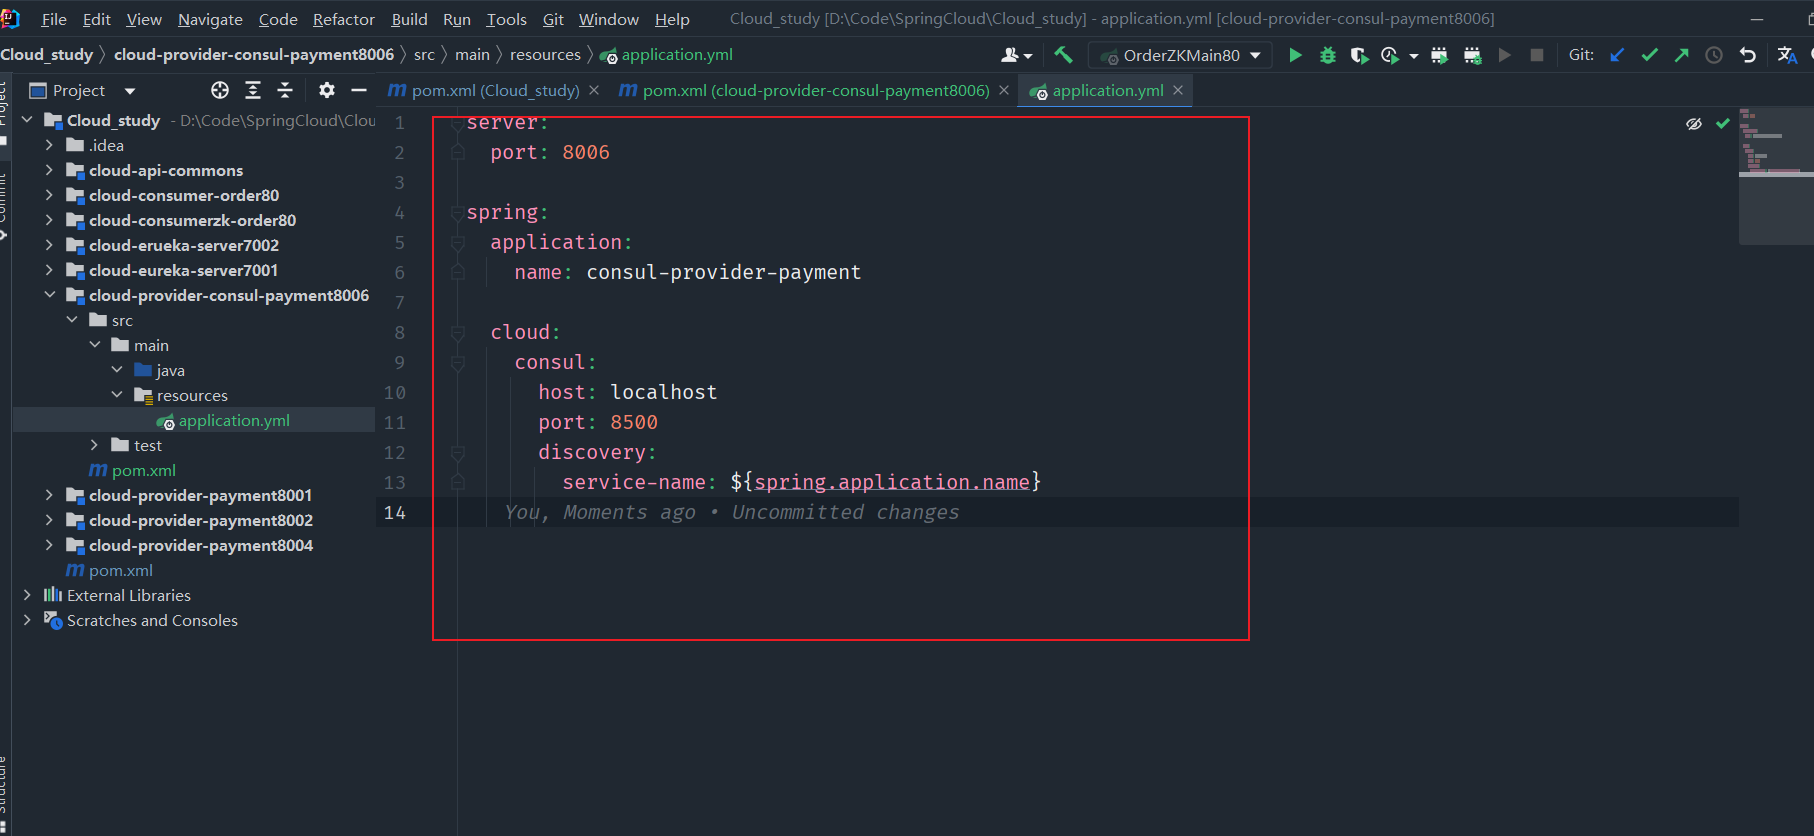 File Edit View Navigate Code Refactor Build Run Tools Git Window Help Cloud_study [D:\Code\SpringCloud\Cloud_study] - application.yml [cloud-provider-consul-payment8006]
Cloud_study 〉 cloud-provider-consul-payment8006 〉 src 〉 main 〉 resources 〉 application.yml OrderZKMain80 Git:
Project
pom.xml (Cloud_study) pom.xml (cloud-provider-consul-payment8006) application.yml
Cloud_study - D:\Code\SpringCloud\Clou
.idea
cloud-api-commons
cloud-consumer-order80
cloud-consumerzk-order80
cloud-erueka-server7002
cloud-eureka-server7001
cloud-provider-consul-payment8006
src
main
java
resources
application.yml
test
pom.xml
cloud-provider-payment8001
cloud-provider-payment8002
cloud-provider-payment8004
pom.xml
External Libraries
Scratches and Consoles
1 server:
2 port: 8006
3
4 spring:
5 application:
6 name: consul-provider-payment
7
8 cloud:
9 consul:
10 host: localhost
11 port: 8500
12 discovery:
13 service-name: ${spring.application.name}
14 You, Moments ago • Uncommitted changes